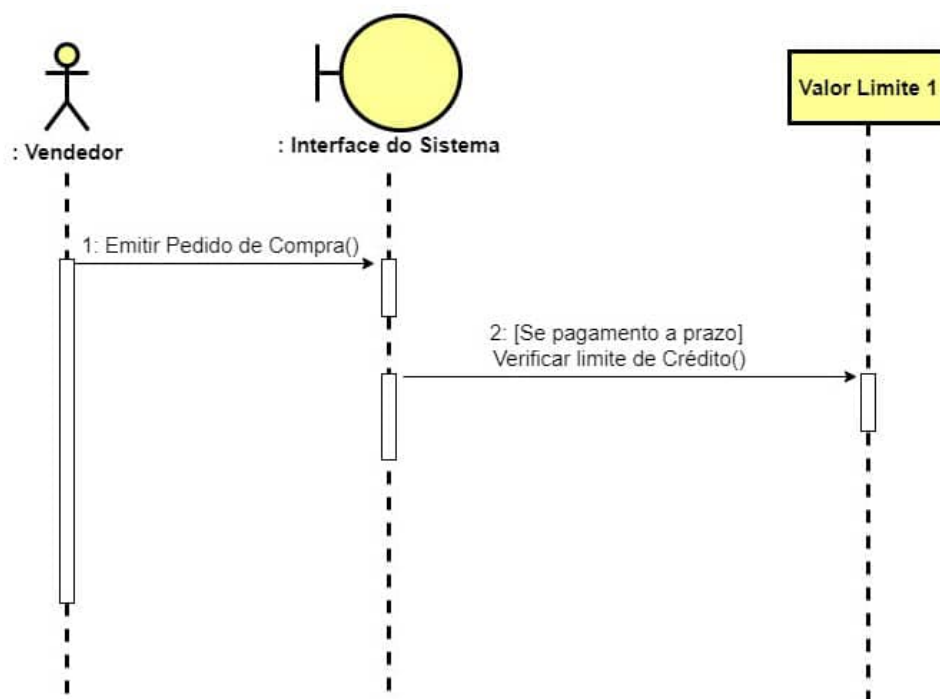 Valor Limite 1
: Vendedor
: Interface do Sistema
1: Emitir Pedido de Compra()
2: [Se pagamento a prazo]
Verificar limite de Crédito()